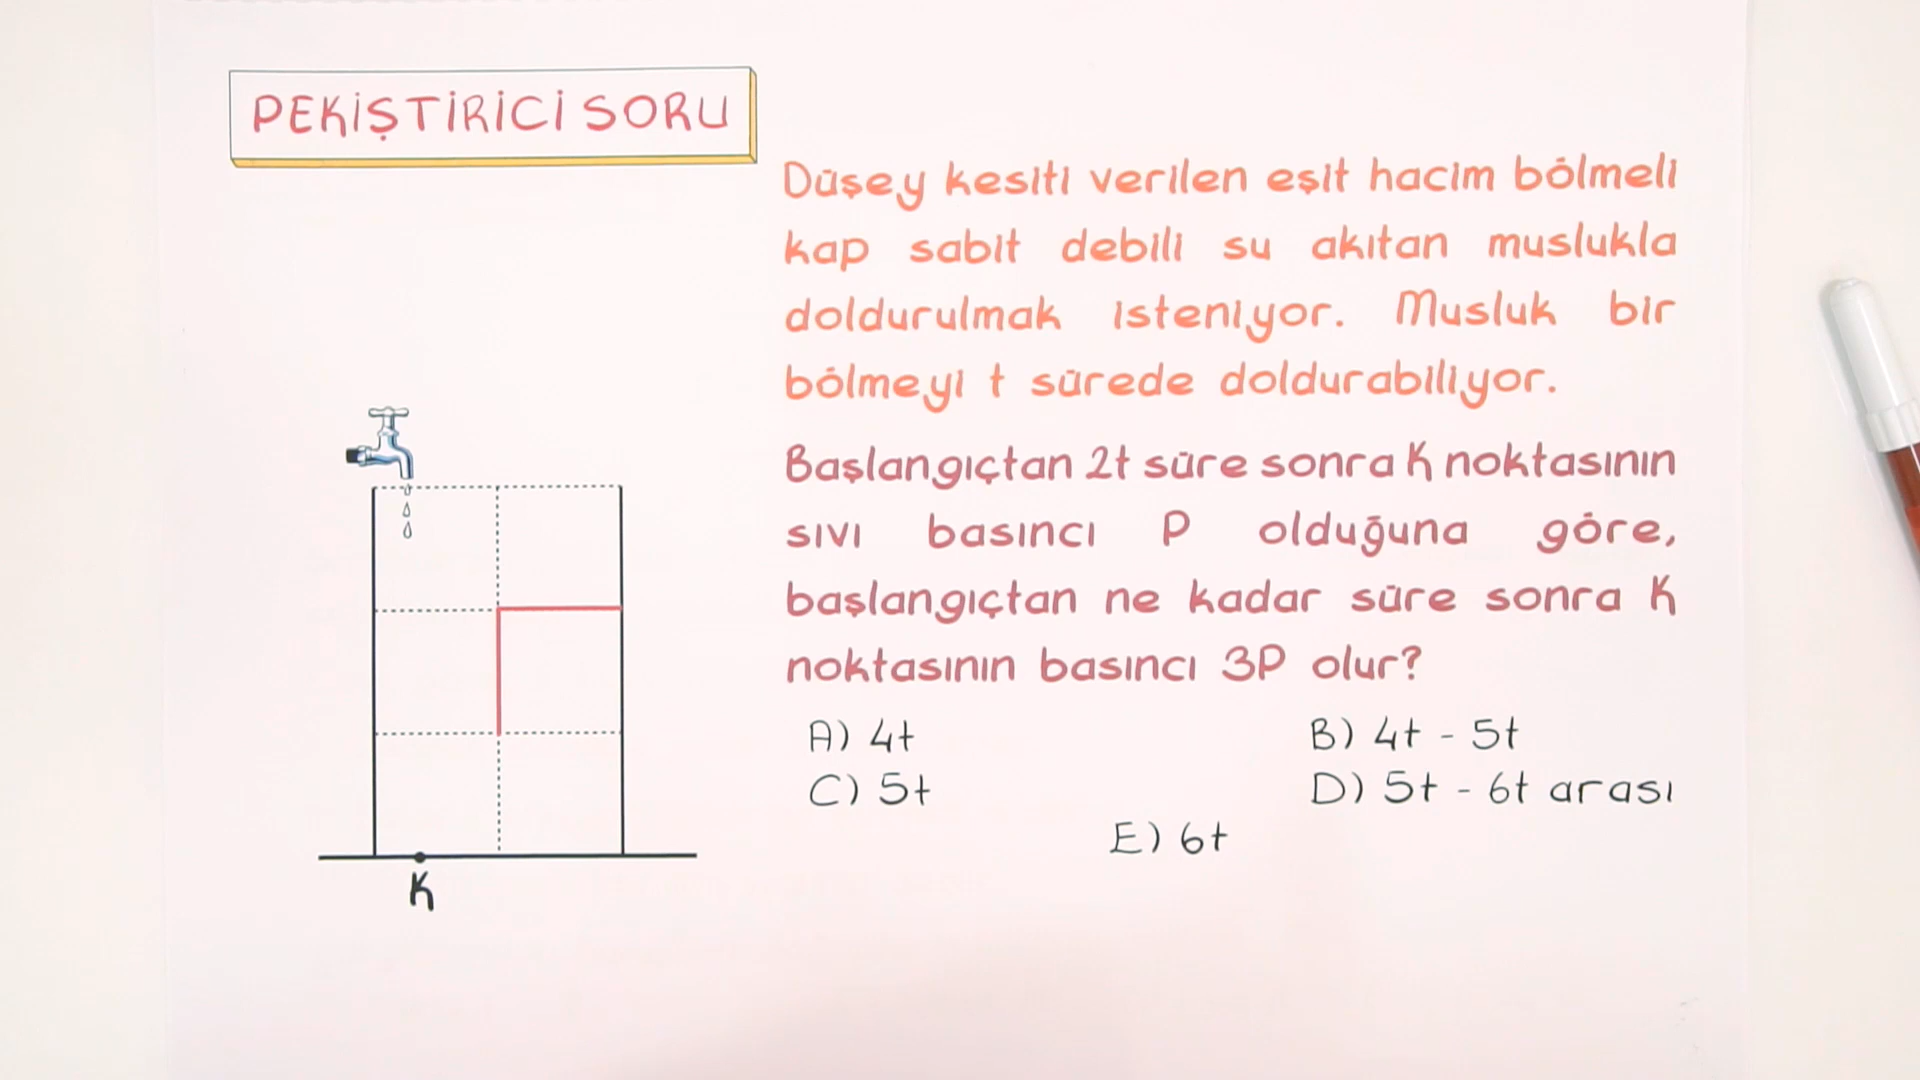 PEKİŞTİRİCİ SORU
Düşey kesiti verilen eşit hacim bölmeli
kap sabit debili su akıtan muslukla
doldurulmak isteniyor. Musluk bir
bölmeyi t sürede doldurabiliyor.
Başlangıçtan 2t süre sonra K noktasının
sıvı basıncı P olduğuna göre,
başlangıçtan ne kadar süre sonra K
noktasının basıncı 3P olur?
A) 4t
B) 4t - 5t
C) 5t
D) 5t - 6t arası
E) 6t
K